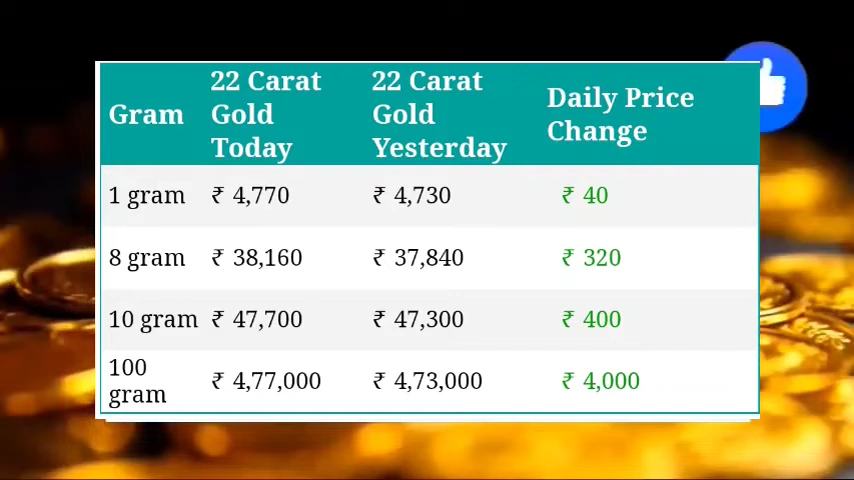 Gram 22 Carat Gold Today 22 Carat Gold Yesterday Daily Price Change
1 gram ₹ 4,770 ₹ 4,730 ₹ 40
8 gram ₹ 38,160 ₹ 37,840 ₹ 320
10 gram ₹ 47,700 ₹ 47,300 ₹ 400
100 gram ₹ 4,77,000 ₹ 4,73,000 ₹ 4,000